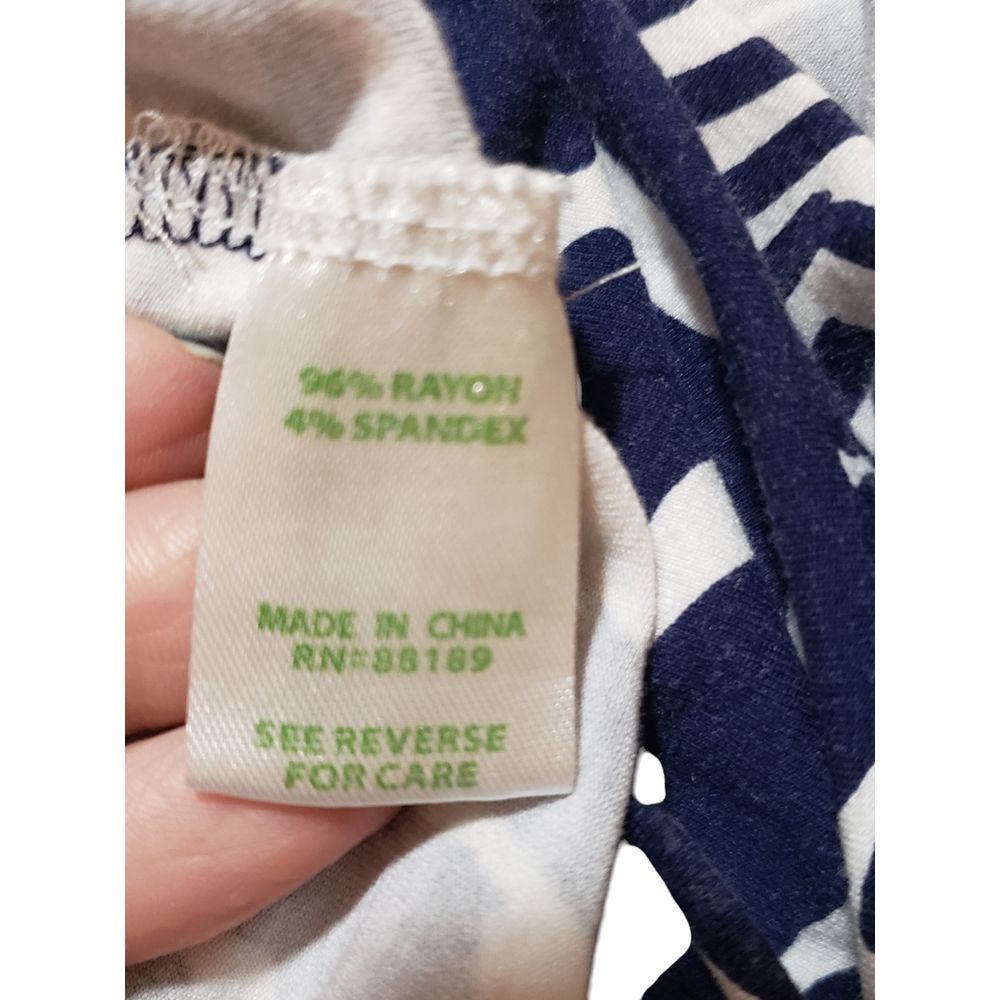 96% RAYON
4% SPANDEX
MADE IN CHINA
RN#88189
SEE REVERSE
FOR CARE